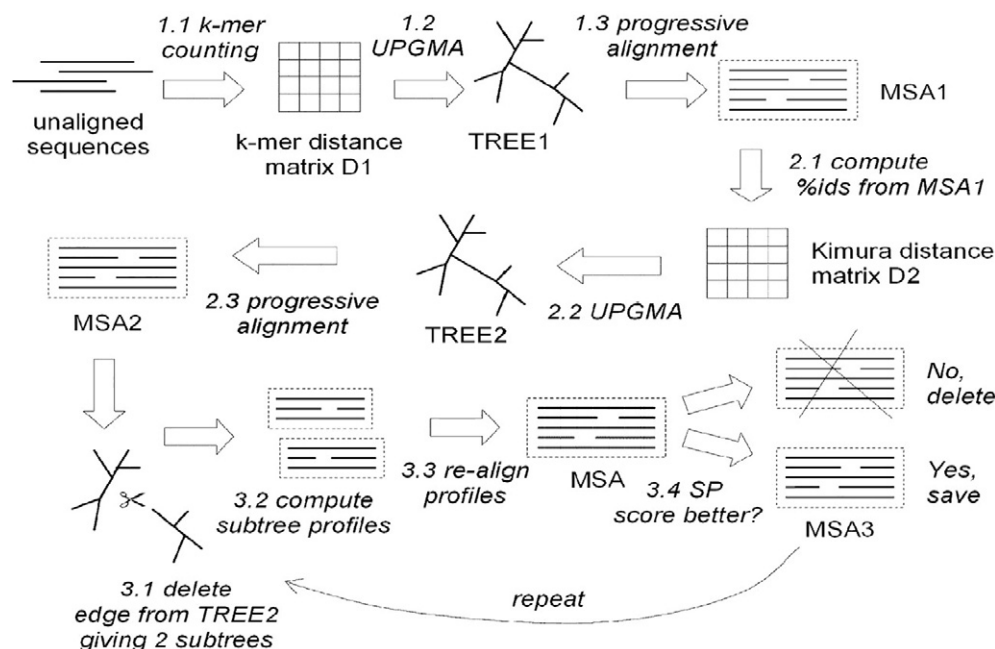 1.1 k-mer
counting
1.2
UPGMA
1.3 progressive
alignment
unaligned
sequences
k-mer distance
matrix D1
TREE1
MSA1
2.1 compute
%ids from MSA1
Kimura distance
matrix D2
2.2 UPGMA
TREE2
2.3 progressive
alignment
MSA2
3.1 delete
edge from TREE2
giving 2 subtrees
3.2 compute
subtree profiles
3.3 re-align
profiles
MSA
3.4 SP
score better?
No,
delete
Yes,
save
MSA3
repeat